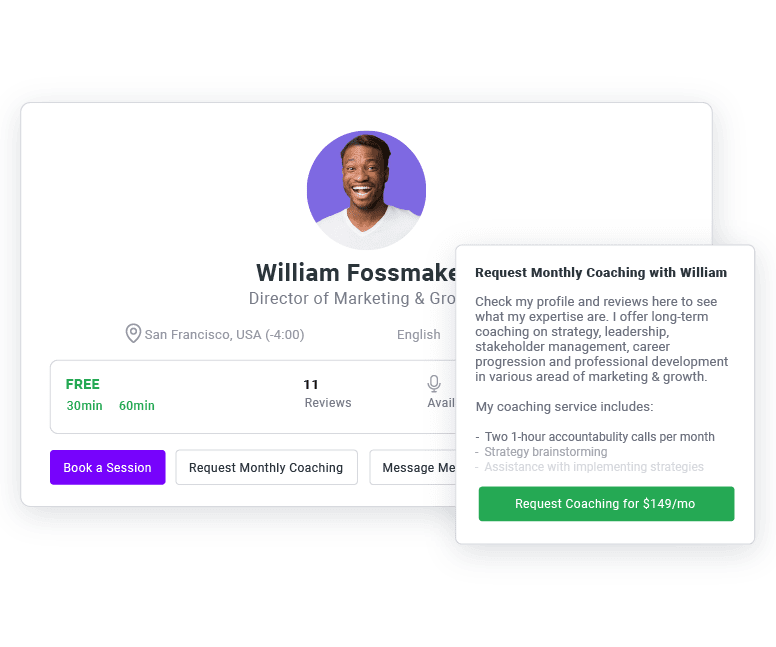 William Fossmake
Director of Marketing & Gro
San Francisco, USA (-4:00)
English
FREE
30min 60min
11
Reviews
Avail
Book a Session
Request Monthly Coaching
Message Me
Request Monthly Coaching with William
Check my profile and reviews here to see
what my expertise are. I offer long-term
coaching on strategy, leadership,
stakeholder management, career
progression and professional development
in various aread of marketing & growth.
My coaching service includes:
- Two 1-hour accountabulity calls per month
- Strategy brainstorming
- Assistance with implementing strategies
Request Coaching for $149/mo